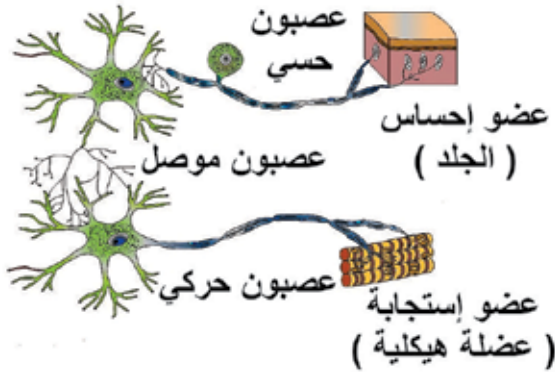 عصبون
حسي
عضو إحساس
( الجلد )
عصبون موصل
عصبون حركي
عضو إستجابة
( عضلة هيكلية )